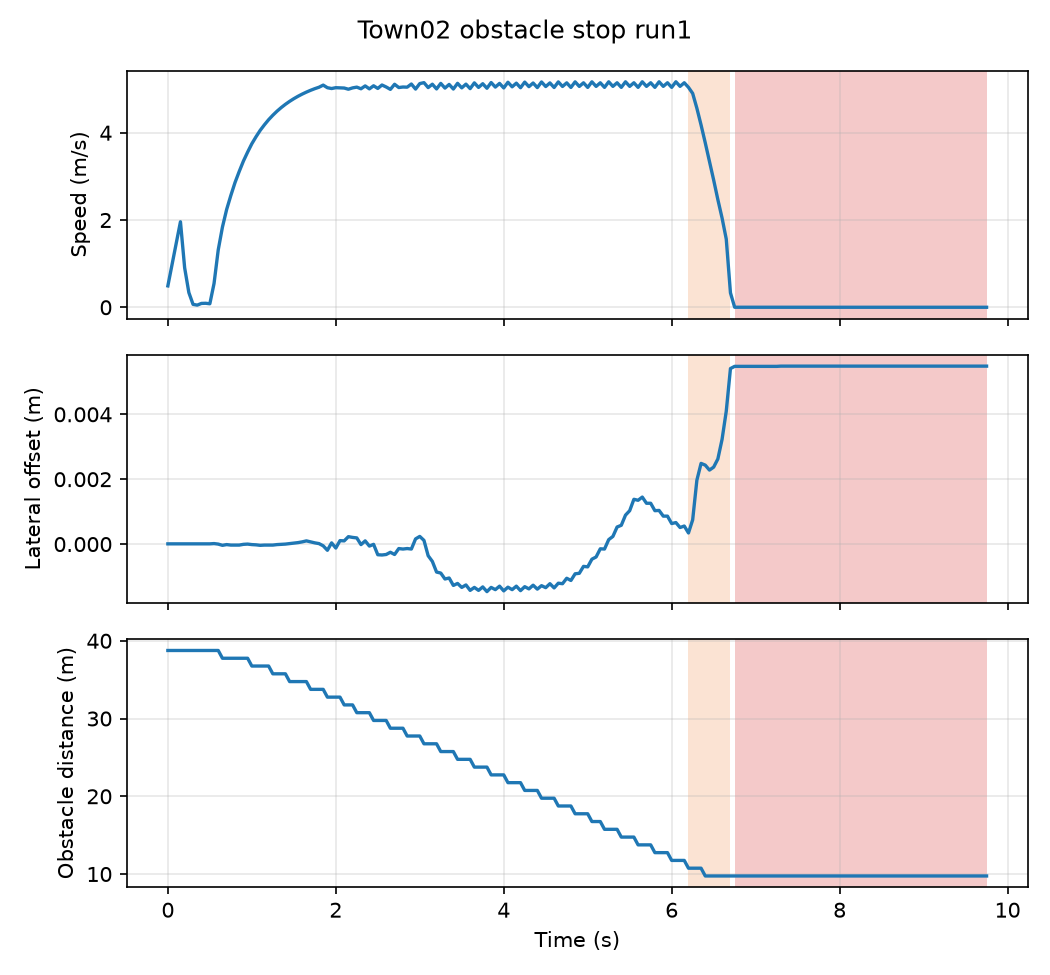 Town02 obstacle stop run1
Speed (m/s)
4
2
0
Lateral offset (m)
0.004
0.002
0.000
Obstacle distance (m)
40
30
20
10
0 2 4 6 8 10
Time (s)